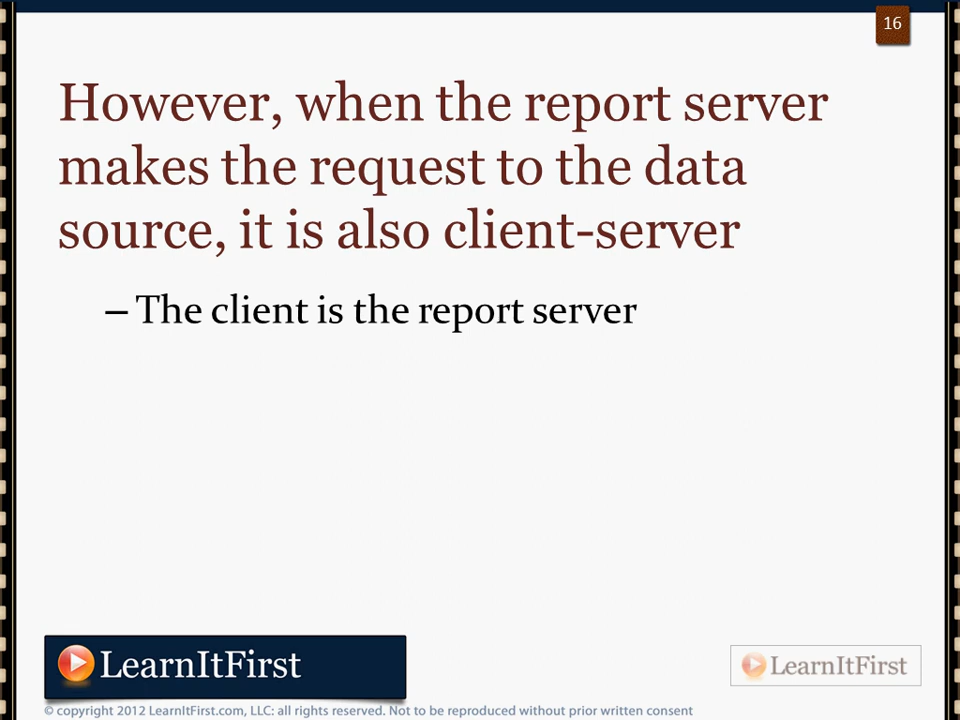 16
However, when the report server
makes the request to the data
source, it is also client-server
– The client is the report server
LearnItFirst
LearnItFirst
© copyright 2012 LearnItFirst.com, LLC: all rights reserved. Not to be reproduced without prior written consent